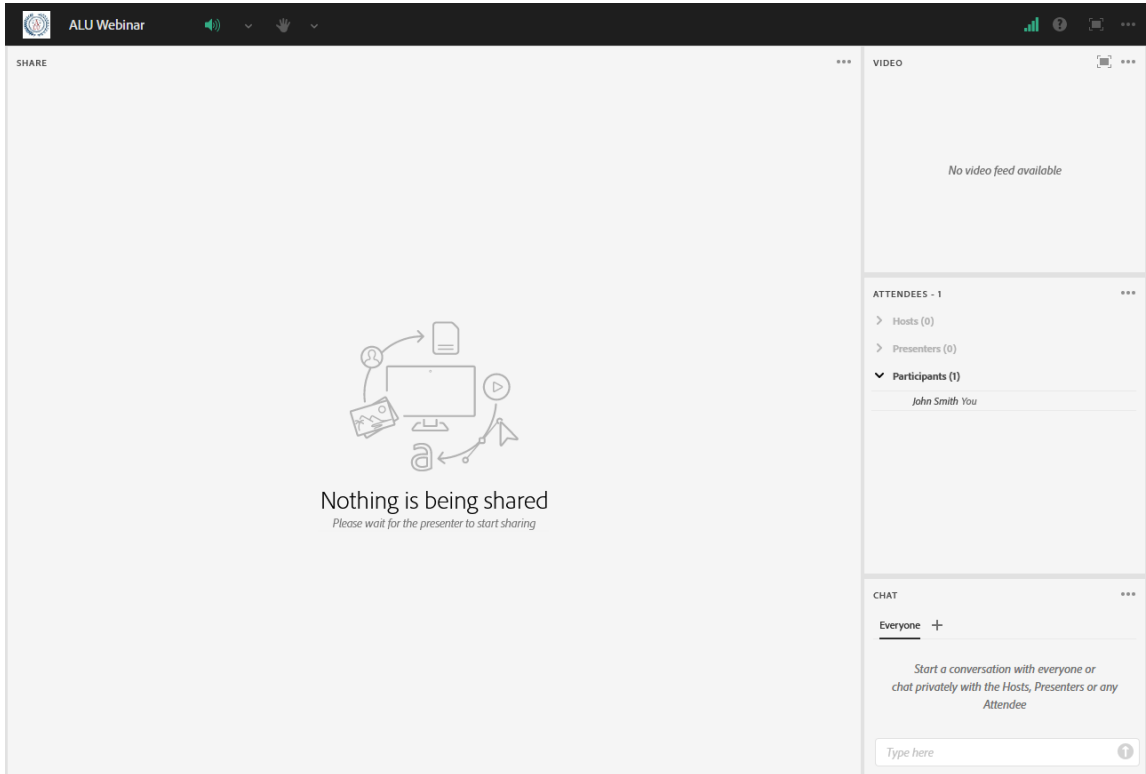 ALU Webinar
SHARE
Nothing is being shared
Please wait for the presenter to start sharing
VIDEO
No video feed available
ATTENDEES - 1
Hosts (0)
Presenters (0)
Participants (1)
John Smith You
CHAT
Everyone
Start a conversation with everyone or
chat privately with the Hosts, Presenters or any
Attendee
Type here